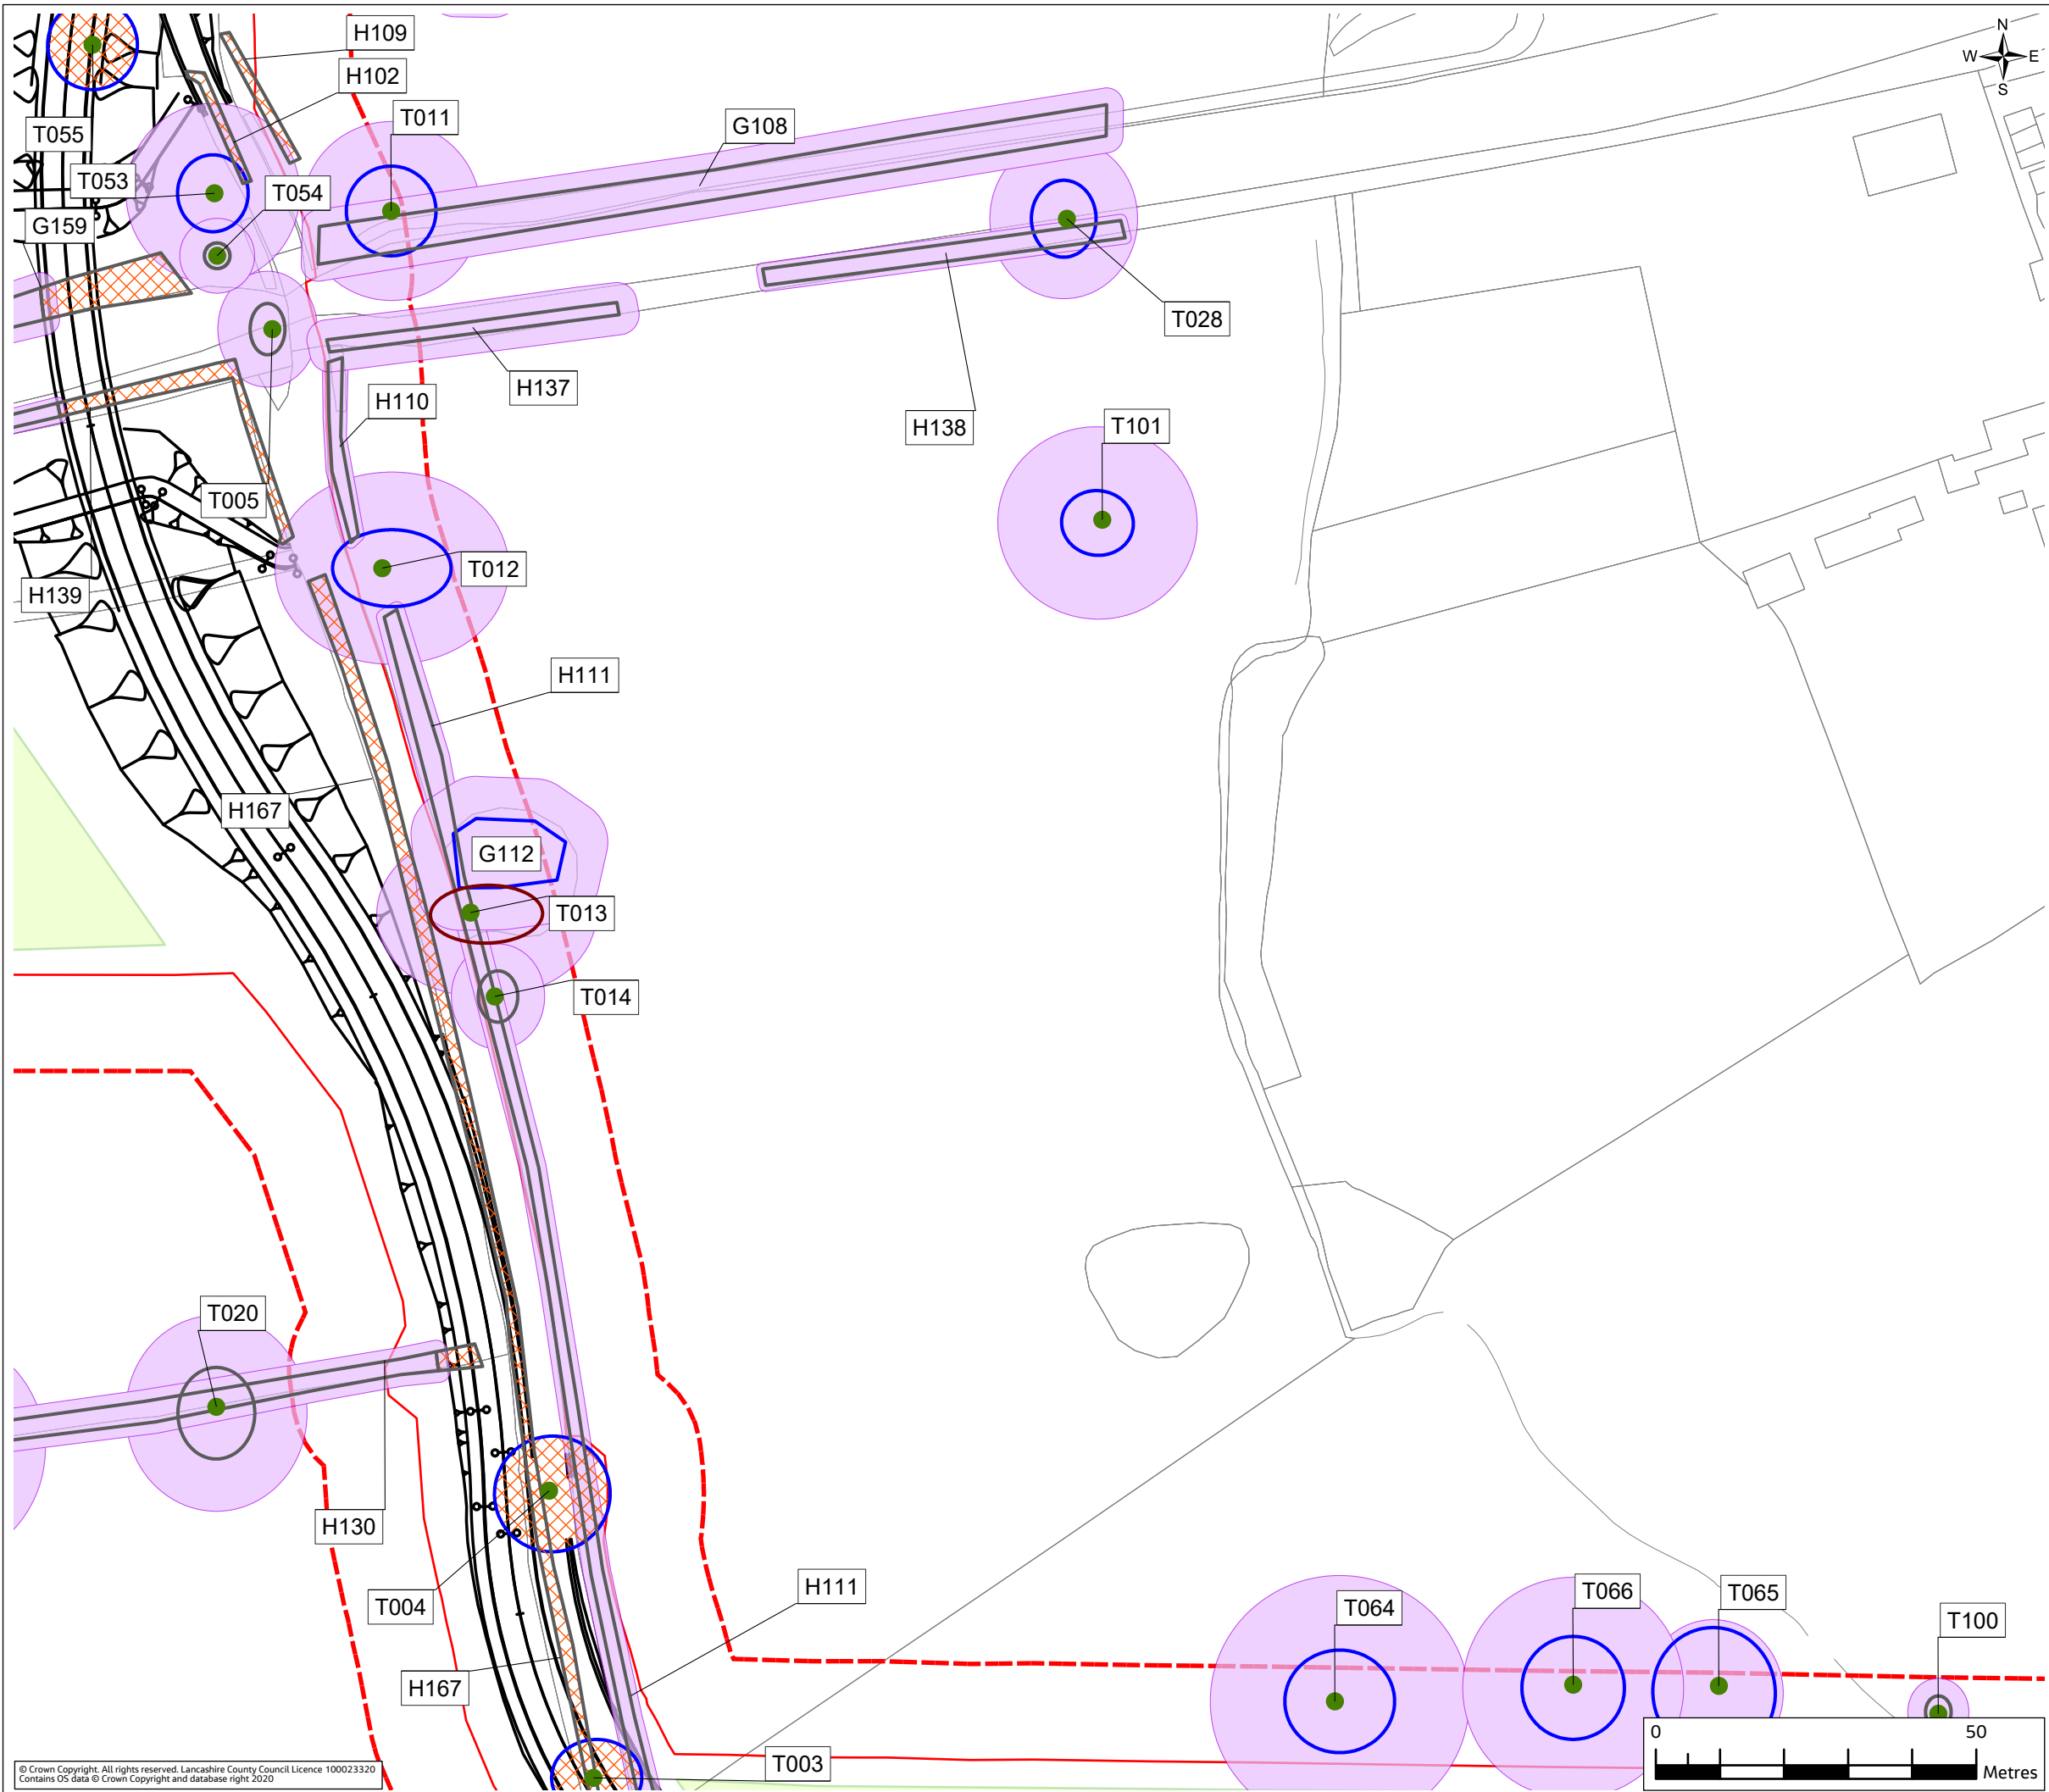 H109
N
W E
S
H102
T011
G108
T055
T053
T054
G159
T028
H137
H110
H138
T101
T005
T012
H139
H111
H167
G112
T013
T014
T020
H130
T004
H111
T064
T066
T065
T100
H167
T003
0 50
Metres
© Crown Copyright. All rights reserved. Lancashire County Council Licence 100023320
Contains OS data © Crown Copyright and database right 2020